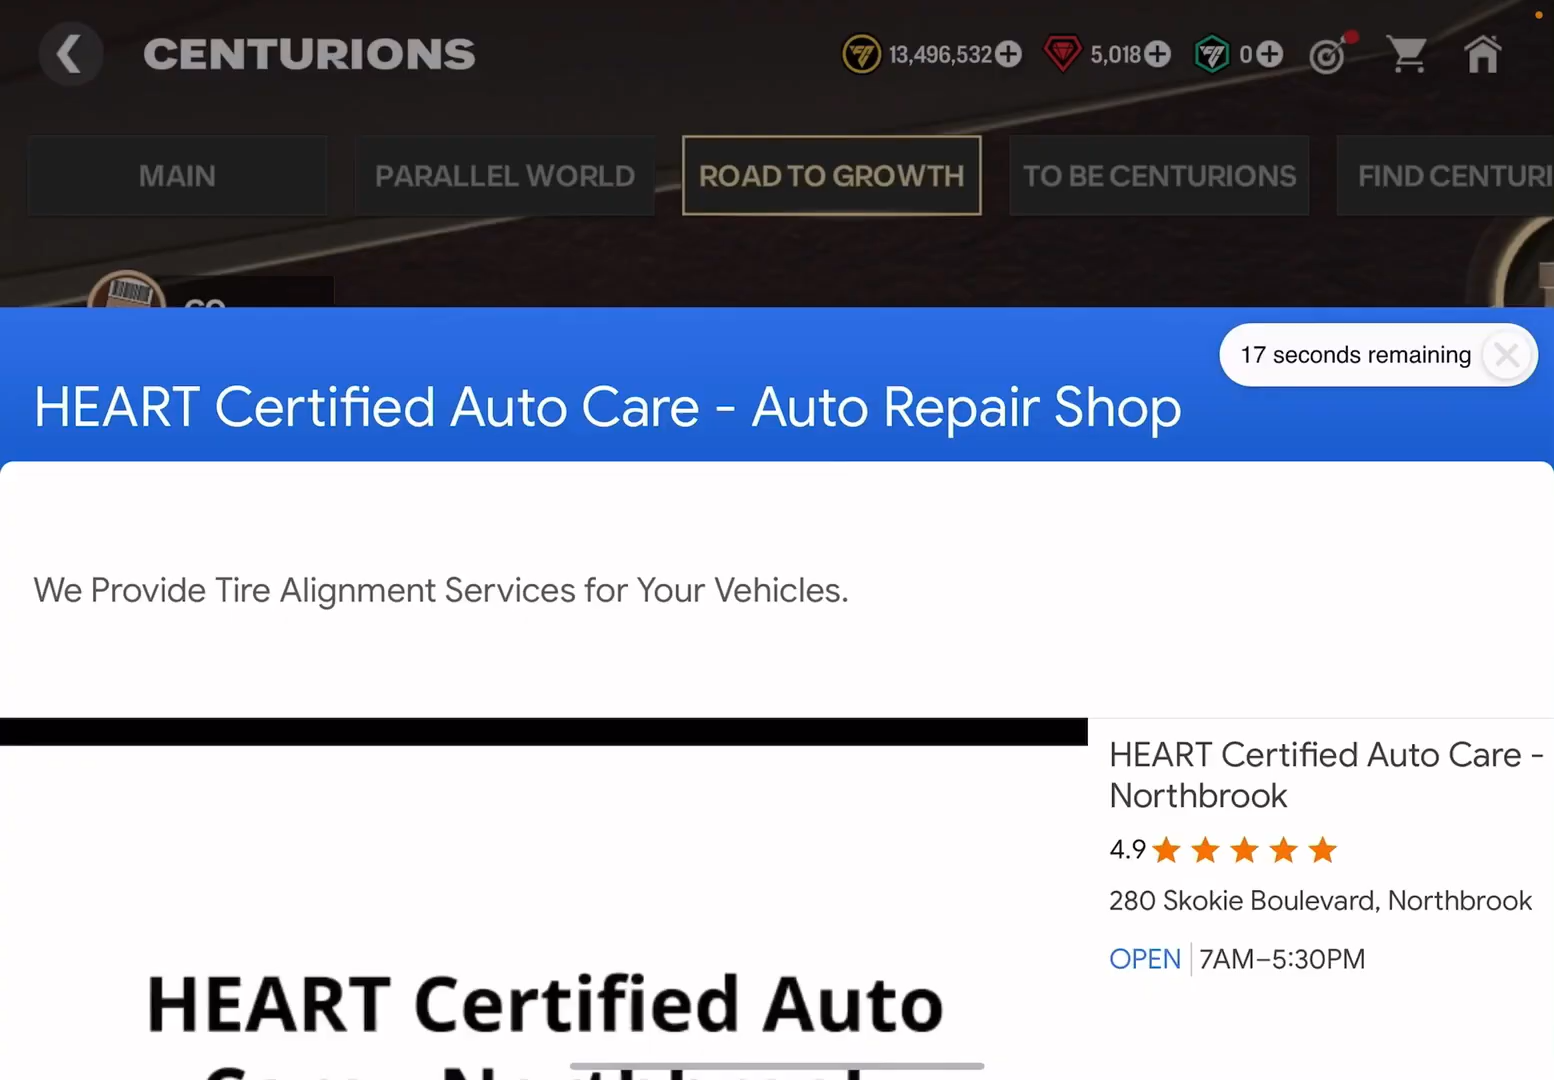 CENTURIONS
13,496,532
5,018
0
MAIN
PARALLEL WORLD
ROAD TO GROWTH
TO BE CENTURIONS
FIND CENTURI
17 seconds remaining
HEART Certified Auto Care - Auto Repair Shop
We Provide Tire Alignment Services for Your Vehicles.
HEART Certified Auto Care -
Northbrook
4.9
280 Skokie Boulevard, Northbrook
OPEN | 7AM–5:30PM
HEART Certified Auto